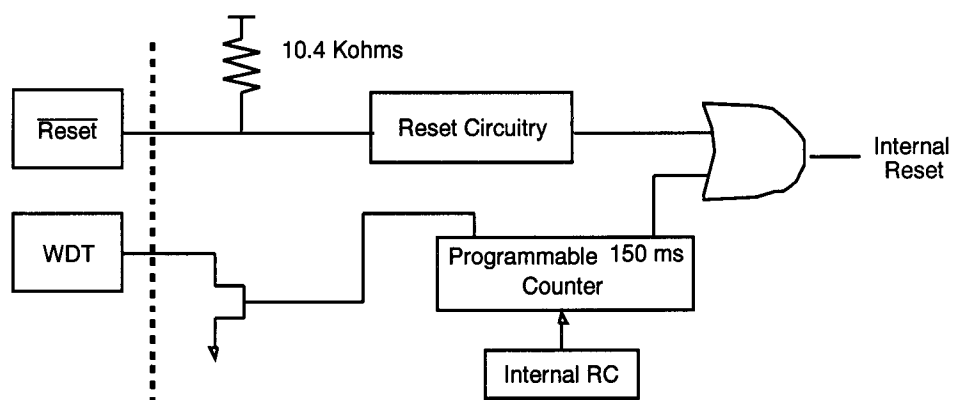 10.4 Kohms
Reset
Reset Circuitry
Internal
Reset
WDT
Programmable 150 ms
Counter
Internal RC